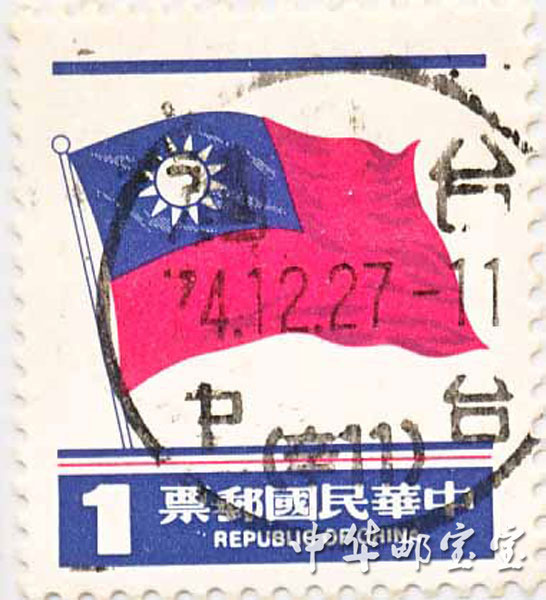 台
74.12.27-11
台中
中華民國郵票
1
REPUBLIC OF CHINA
中华邮宝宝